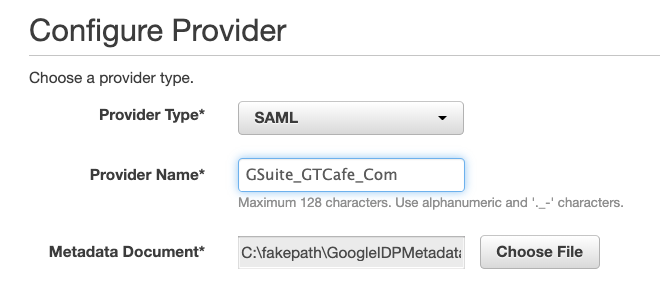 Configure Provider
Choose a provider type.
Provider Type* SAML
Provider Name* GSuite_GTCafe_Com
Maximum 128 characters. Use alphanumeric and '._-' characters.
Metadata Document* C:\fakepath\GoogleIDPMetadata Choose File